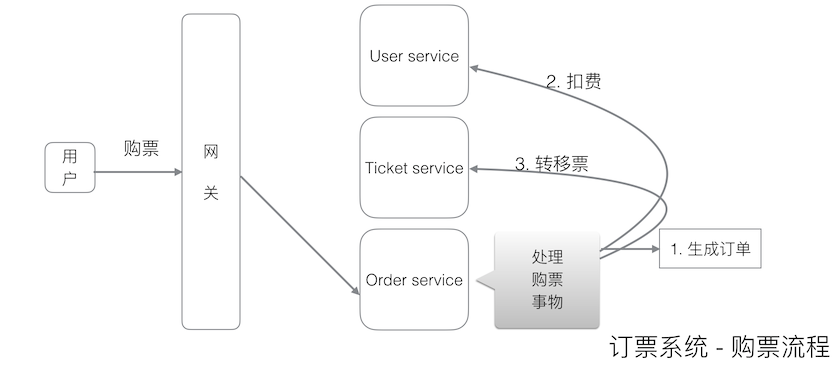 用
户
购票
网
关
User service
2. 扣费
Ticket service
3. 转移票
Order service
处理
购票
事物
1. 生成订单
订票系统 - 购票流程